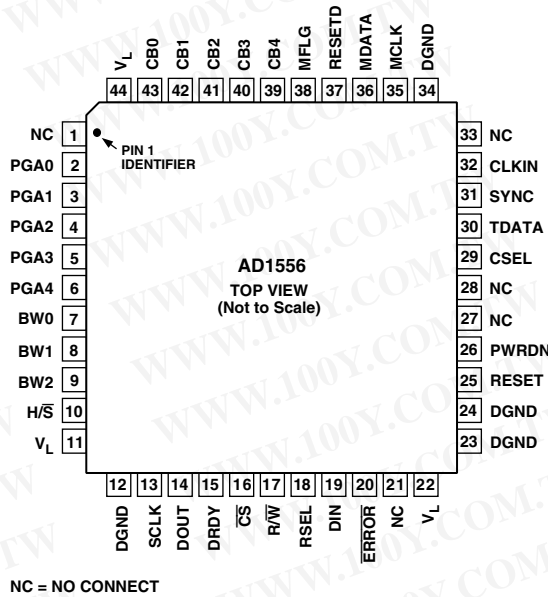 V_L CB0 CB1 CB2 CB3 CB4 MFLG RESETD MDATA MCLK DGND
44 43 42 41 40 39 38 37 36 35 34
NC 1
PGA0 2
PGA1 3
PGA2 4
PGA3 5
PGA4 6
BW0 7
BW1 8
BW2 9
H/S̅ 10
V_L 11
PIN 1
IDENTIFIER
AD1556
TOP VIEW
(Not to Scale)
33 NC
32 CLKIN
31 SYNC
30 TDATA
29 CSEL
28 NC
27 NC
26 PWRDN
25 RESET
24 DGND
23 DGND
12 13 14 15 16 17 18 19 20 21 22
DGND SCLK DOUT DRDY C̅S̅ R/W̅ RSEL DIN E̅R̅R̅O̅R̅ NC V_L
NC = NO CONNECT
WWW.100Y.COM.TW